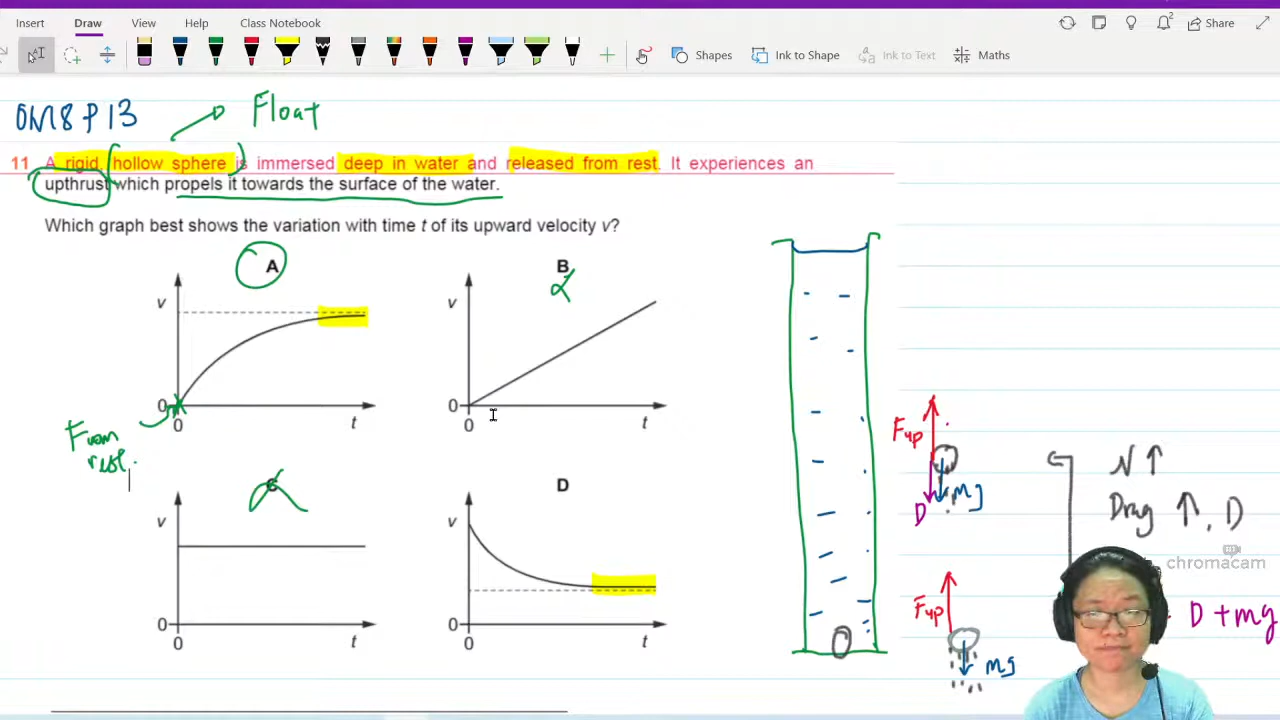 Insert Draw View Help Class Notebook Share
Shapes Ink to Shape Ink to Text Maths
ON18 P13
Float
11 A rigid, hollow sphere is immersed deep in water and released from rest. It experiences an
upthrust which propels it towards the surface of the water.
Which graph best shows the variation with time t of its upward velocity v?
A B
v v
0 0
0 t 0 t
From
rest.
C D
v v
0 0
0 t 0 t
Fup
mg
D
Fup
mg
Drag ↑, D
chromacam
D + mg